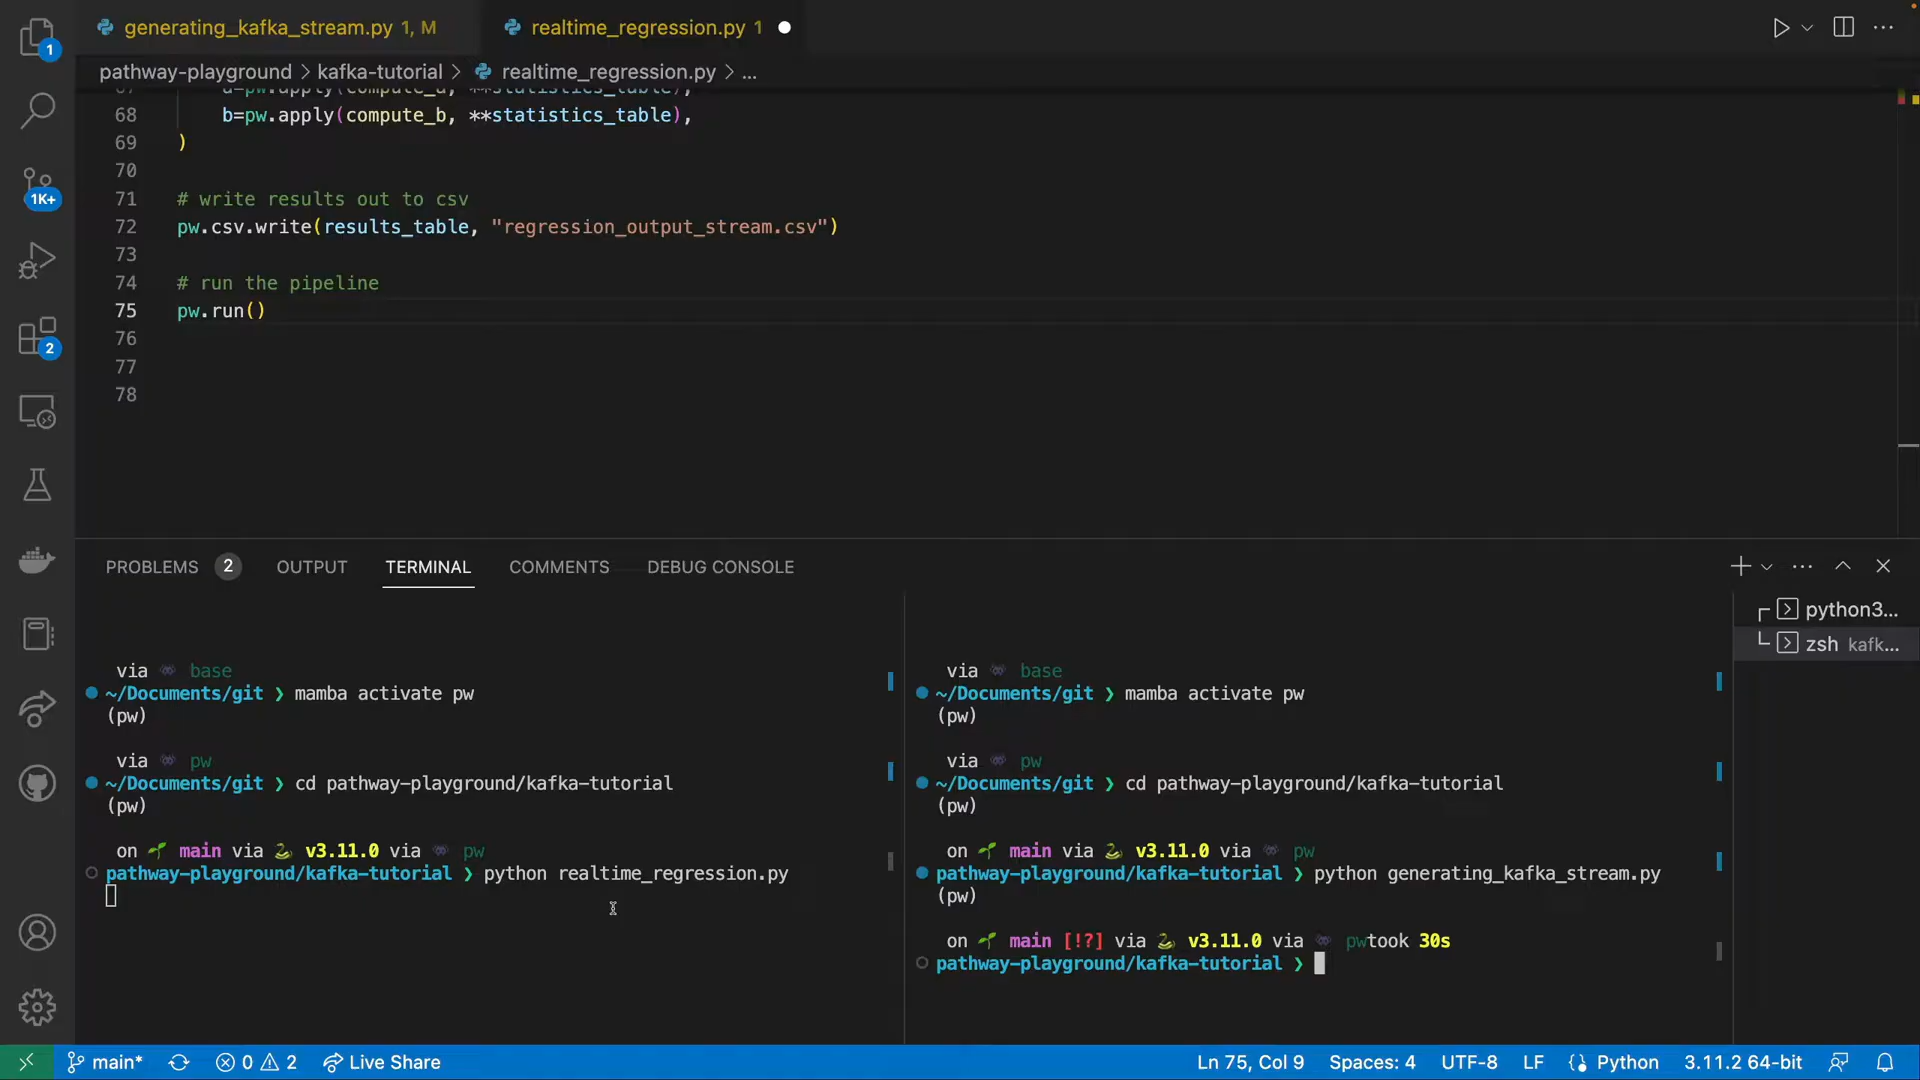 generating_kafka_stream.py 1, M
realtime_regression.py 1
1
pathway-playground > kafka-tutorial > realtime_regression.py > ...
67 a=pw.apply(compute_a, **statistics_table),
68 b=pw.apply(compute_b, **statistics_table),
69 )
70
71 # write results out to csv
72 pw.csv.write(results_table, "regression_output_stream.csv")
73
74 # run the pipeline
75 pw.run()
76
77
78
1K+
2
PROBLEMS 2 OUTPUT TERMINAL COMMENTS DEBUG CONSOLE
via base
~/Documents/git ❯ mamba activate pw
(pw)
via pw
~/Documents/git ❯ cd pathway-playground/kafka-tutorial
(pw)
on main via v3.11.0 via pw
pathway-playground/kafka-tutorial ❯ python realtime_regression.py
via base
~/Documents/git ❯ mamba activate pw
(pw)
via pw
~/Documents/git ❯ cd pathway-playground/kafka-tutorial
(pw)
on main via v3.11.0 via pw
pathway-playground/kafka-tutorial ❯ python generating_kafka_stream.py
(pw)
on main [!?] via v3.11.0 via pwtook 30s
pathway-playground/kafka-tutorial ❯
python3...
zsh kafk...
main* 0 2 Live Share
Ln 75, Col 9 Spaces: 4 UTF-8 LF Python 3.11.2 64-bit